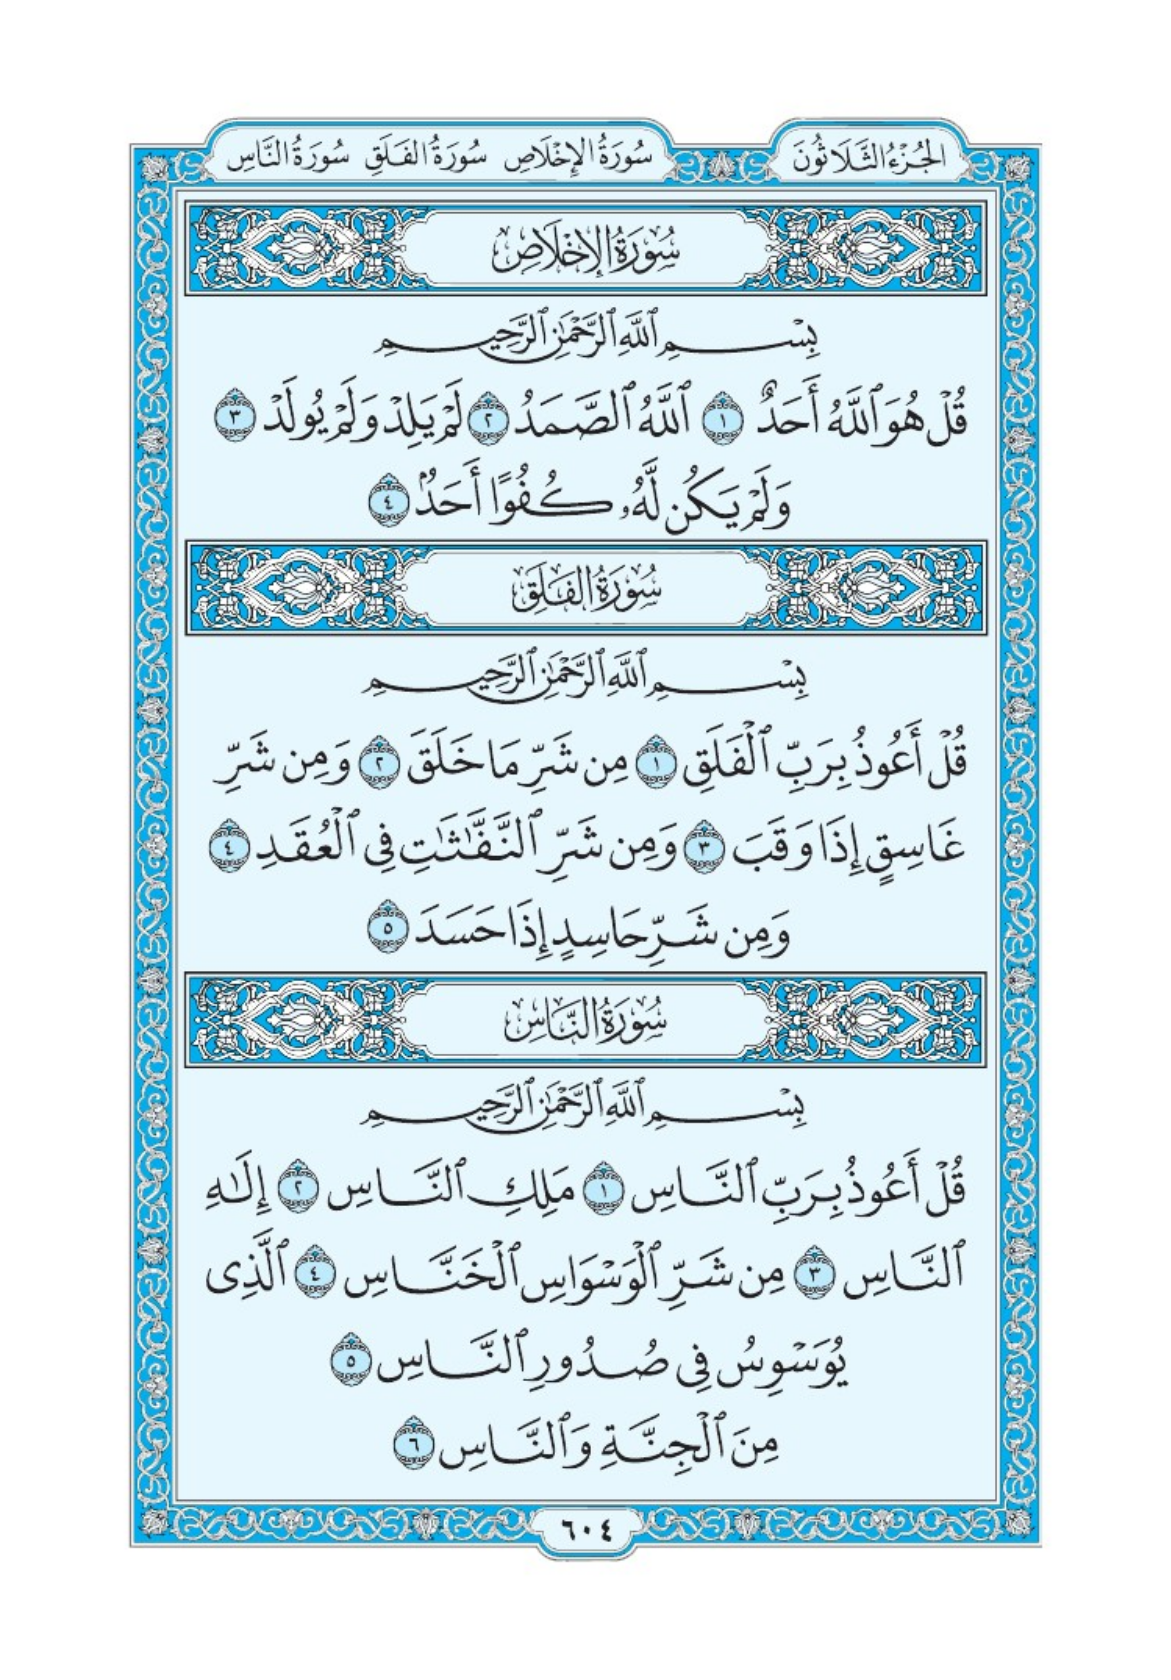 الجُزْءُ الثَّلَاثُونَ سُورَةُ الإِخْلَاصِ سُورَةُ الفَلَقِ سُورَةُ النَّاسِ
سُورَةُ الإِخْلَاصِ
بِسْمِ ٱللَّهِ ٱلرَّحْمَٰنِ ٱلرَّحِيمِ
قُلْ هُوَ ٱللَّهُ أَحَدٌ ١ ٱللَّهُ ٱلصَّمَدُ ٢ لَمْ يَلِدْ وَلَمْ يُولَدْ ٣
وَلَمْ يَكُن لَّهُۥ كُفُوًا أَحَدٌۢ ٤
سُورَةُ الفَلَقِ
بِسْمِ ٱللَّهِ ٱلرَّحْمَٰنِ ٱلرَّحِيمِ
قُلْ أَعُوذُ بِرَبِّ ٱلْفَلَقِ ١ مِن شَرِّ مَا خَلَقَ ٢ وَمِن شَرِّ
غَاسِقٍ إِذَا وَقَبَ ٣ وَمِن شَرِّ ٱلنَّفَّٰثَٰتِ فِى ٱلْعُقَدِ ٤
وَمِن شَرِّ حَاسِدٍ إِذَا حَسَدَ ٥
سُورَةُ النَّاسِ
بِسْمِ ٱللَّهِ ٱلرَّحْمَٰنِ ٱلرَّحِيمِ
قُلْ أَعُوذُ بِرَبِّ ٱلنَّاسِ ١ مَلِكِ ٱلنَّاسِ ٢ إِلَٰهِ
ٱلنَّاسِ ٣ مِن شَرِّ ٱلْوَسْوَاسِ ٱلْخَنَّاسِ ٤ ٱلَّذِى
يُوَسْوِسُ فِى صُدُورِ ٱلنَّاسِ ٥
مِنَ ٱلْجِنَّةِ وَٱلنَّاسِ ٦
٦٠٤